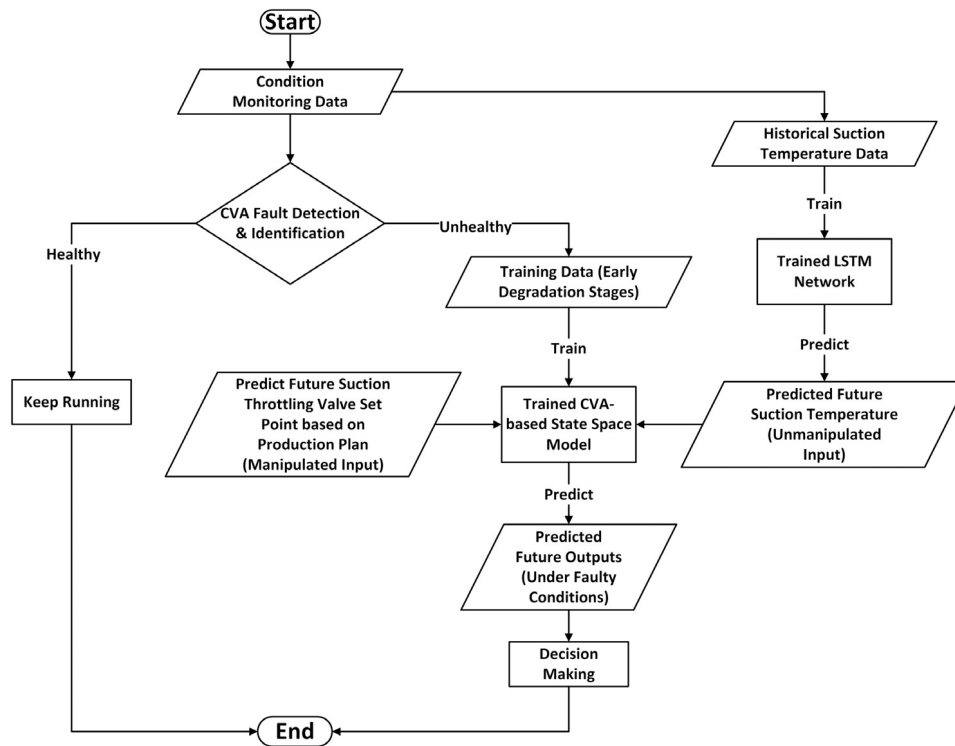 Start
Condition
Monitoring Data
Historical Suction
Temperature Data
CVA Fault Detection
& Identification
Healthy
Unhealthy
Train
Training Data (Early
Degradation Stages)
Trained LSTM
Network
Train
Predict
Keep Running
Predict Future Suction
Throttling Valve Set
Point based on
Production Plan
(Manipulated Input)
Trained CVA-
based State Space
Model
Predicted Future
Suction Temperature
(Unmanipulated
Input)
Predict
Predicted
Future Outputs
(Under Faulty
Conditions)
Decision
Making
End